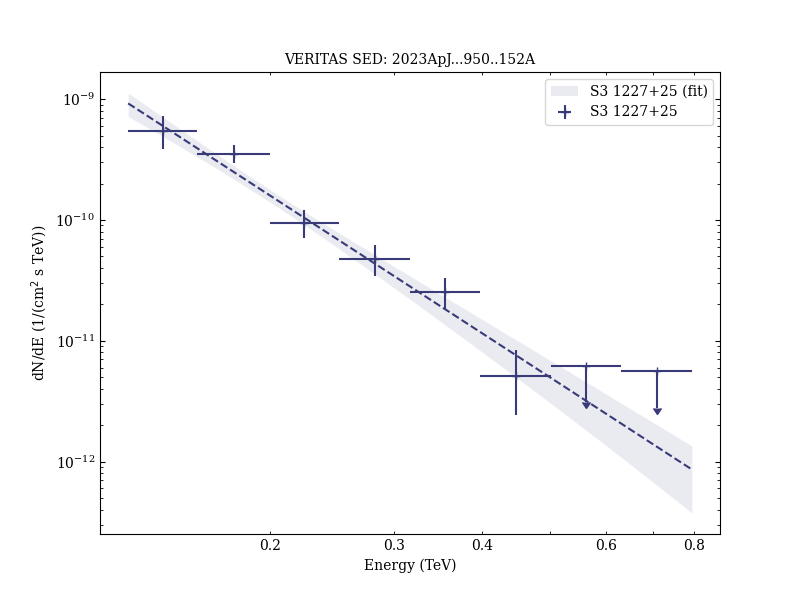 VERITAS SED: 2023ApJ...950..152A
S3 1227+25 (fit)
S3 1227+25
dN/dE (1/(cm² s TeV))
10⁻⁹
10⁻¹⁰
10⁻¹¹
10⁻¹²
0.2 0.3 0.4 0.6 0.8
Energy (TeV)